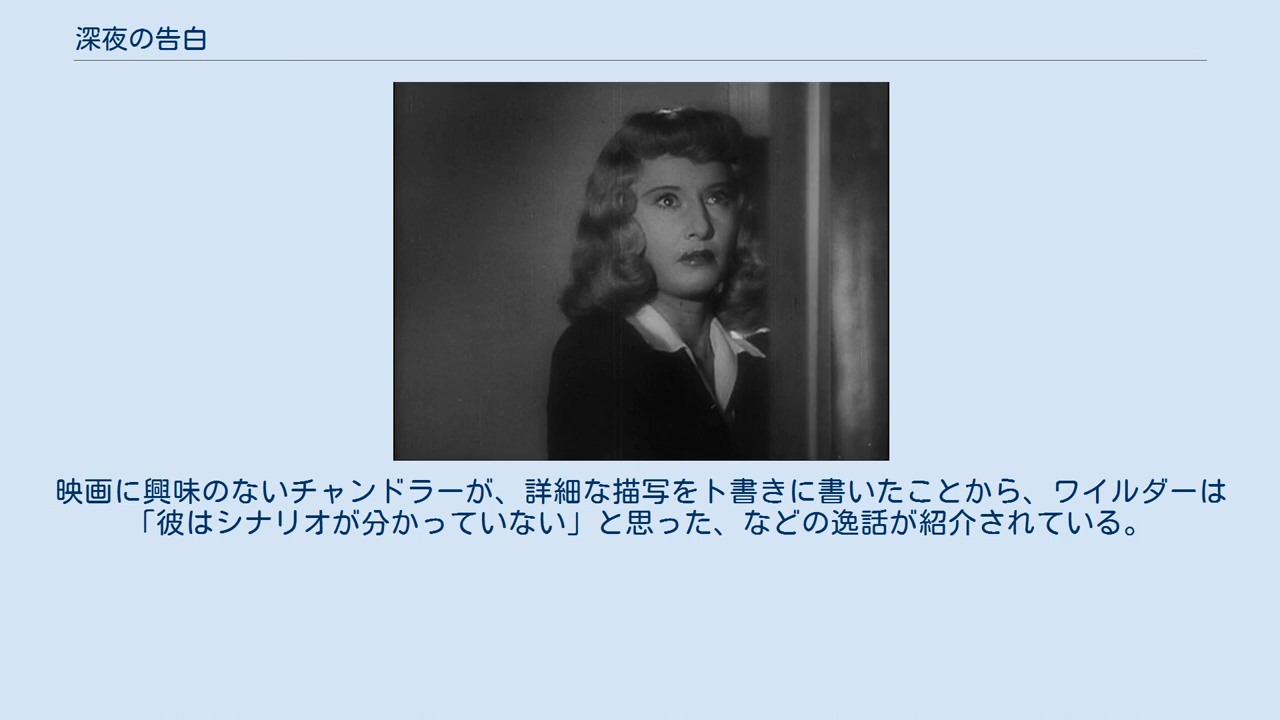 深夜の告白
映画に興味のないチャンドラーが、詳細な描写をト書きに書いたことから、ワイルダーは
「彼はシナリオが分かっていない」と思った、などの逸話が紹介されている。